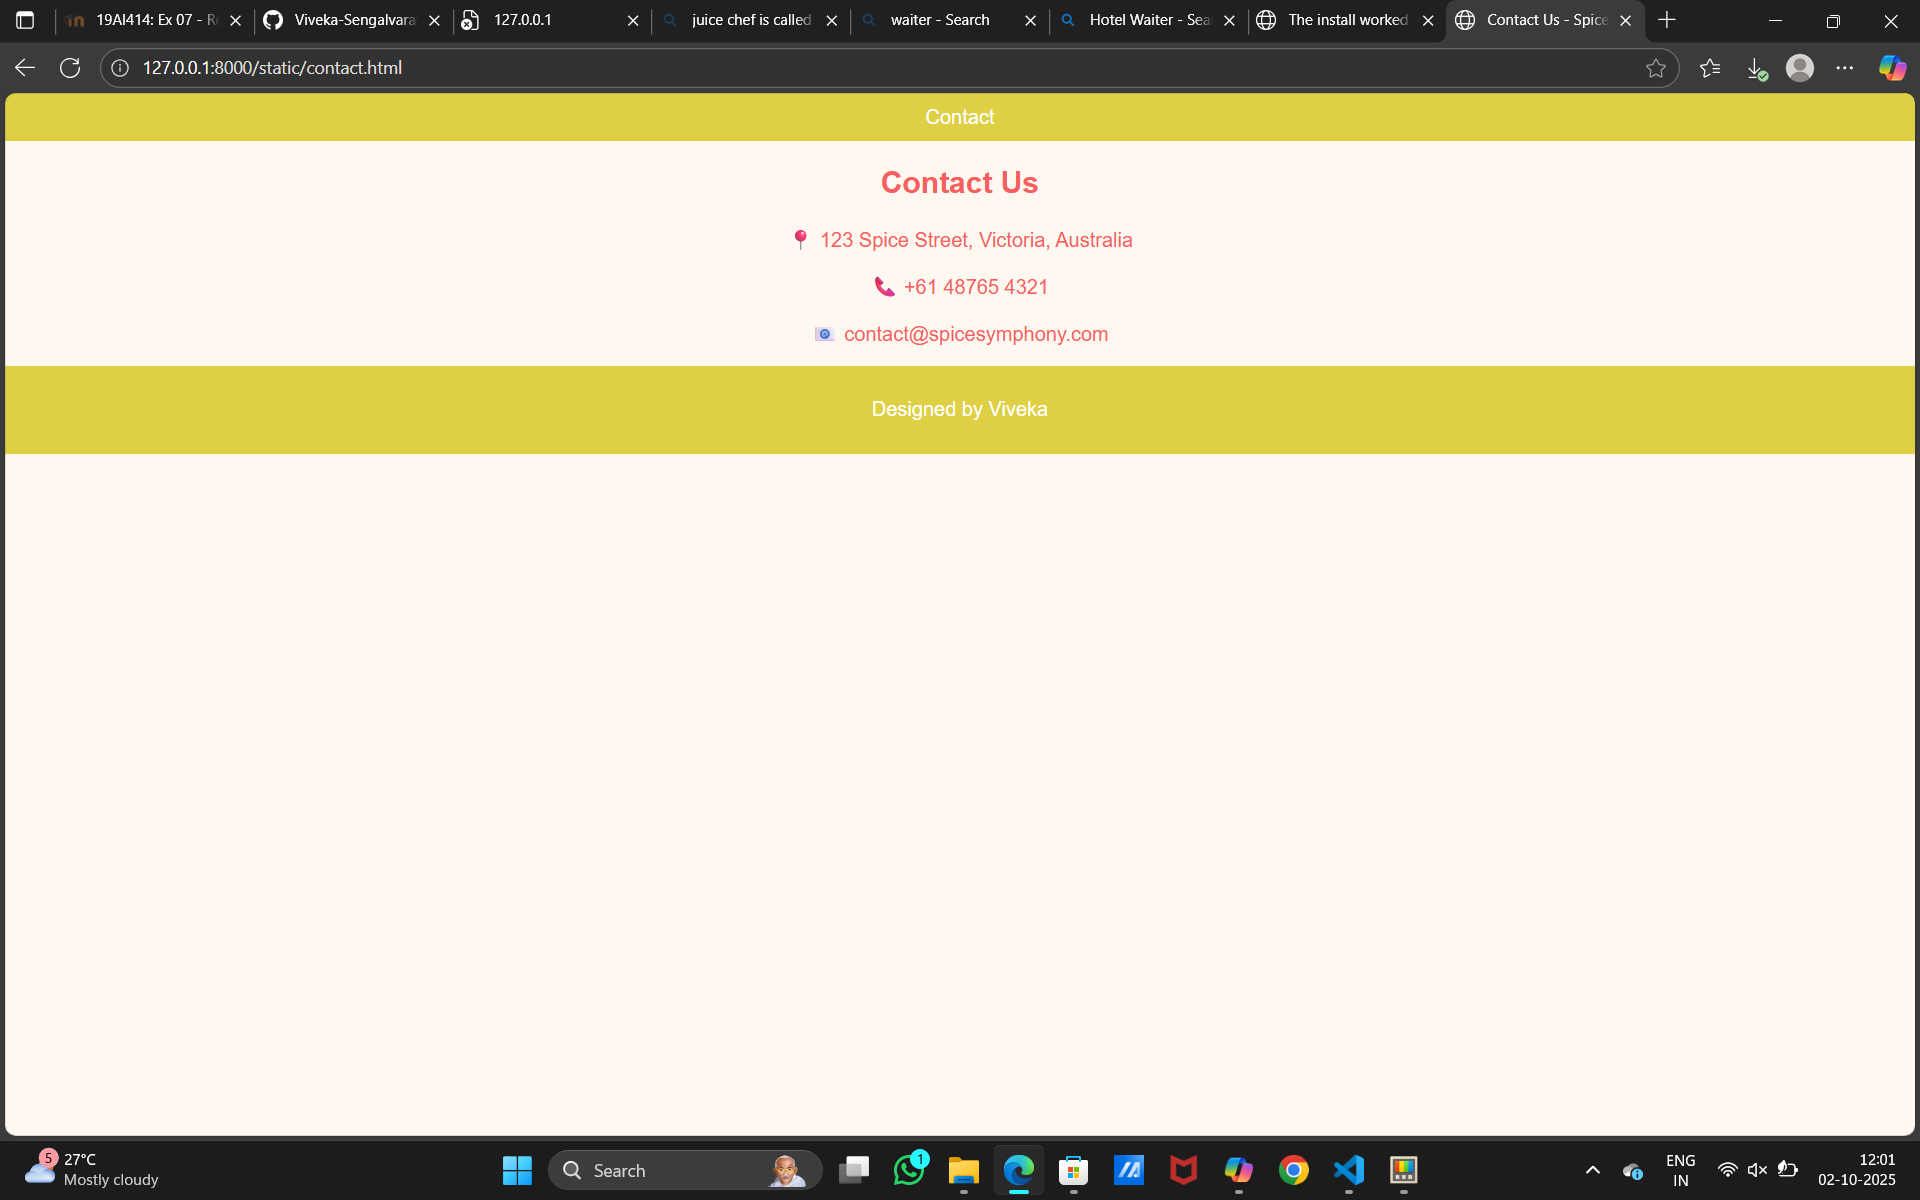 19AI414: Ex 07 - Re
Viveka-Sengalvara
127.0.0.1
juice chef is called
waiter - Search
Hotel Waiter - Sea
The install worked
Contact Us - Spice
127.0.0.1:8000/static/contact.html
Contact
Contact Us
123 Spice Street, Victoria, Australia
+61 48765 4321
contact@spicesymphony.com
Designed by Viveka
5
27°C
Mostly cloudy
Search
1
ENG
IN
12:01
02-10-2025